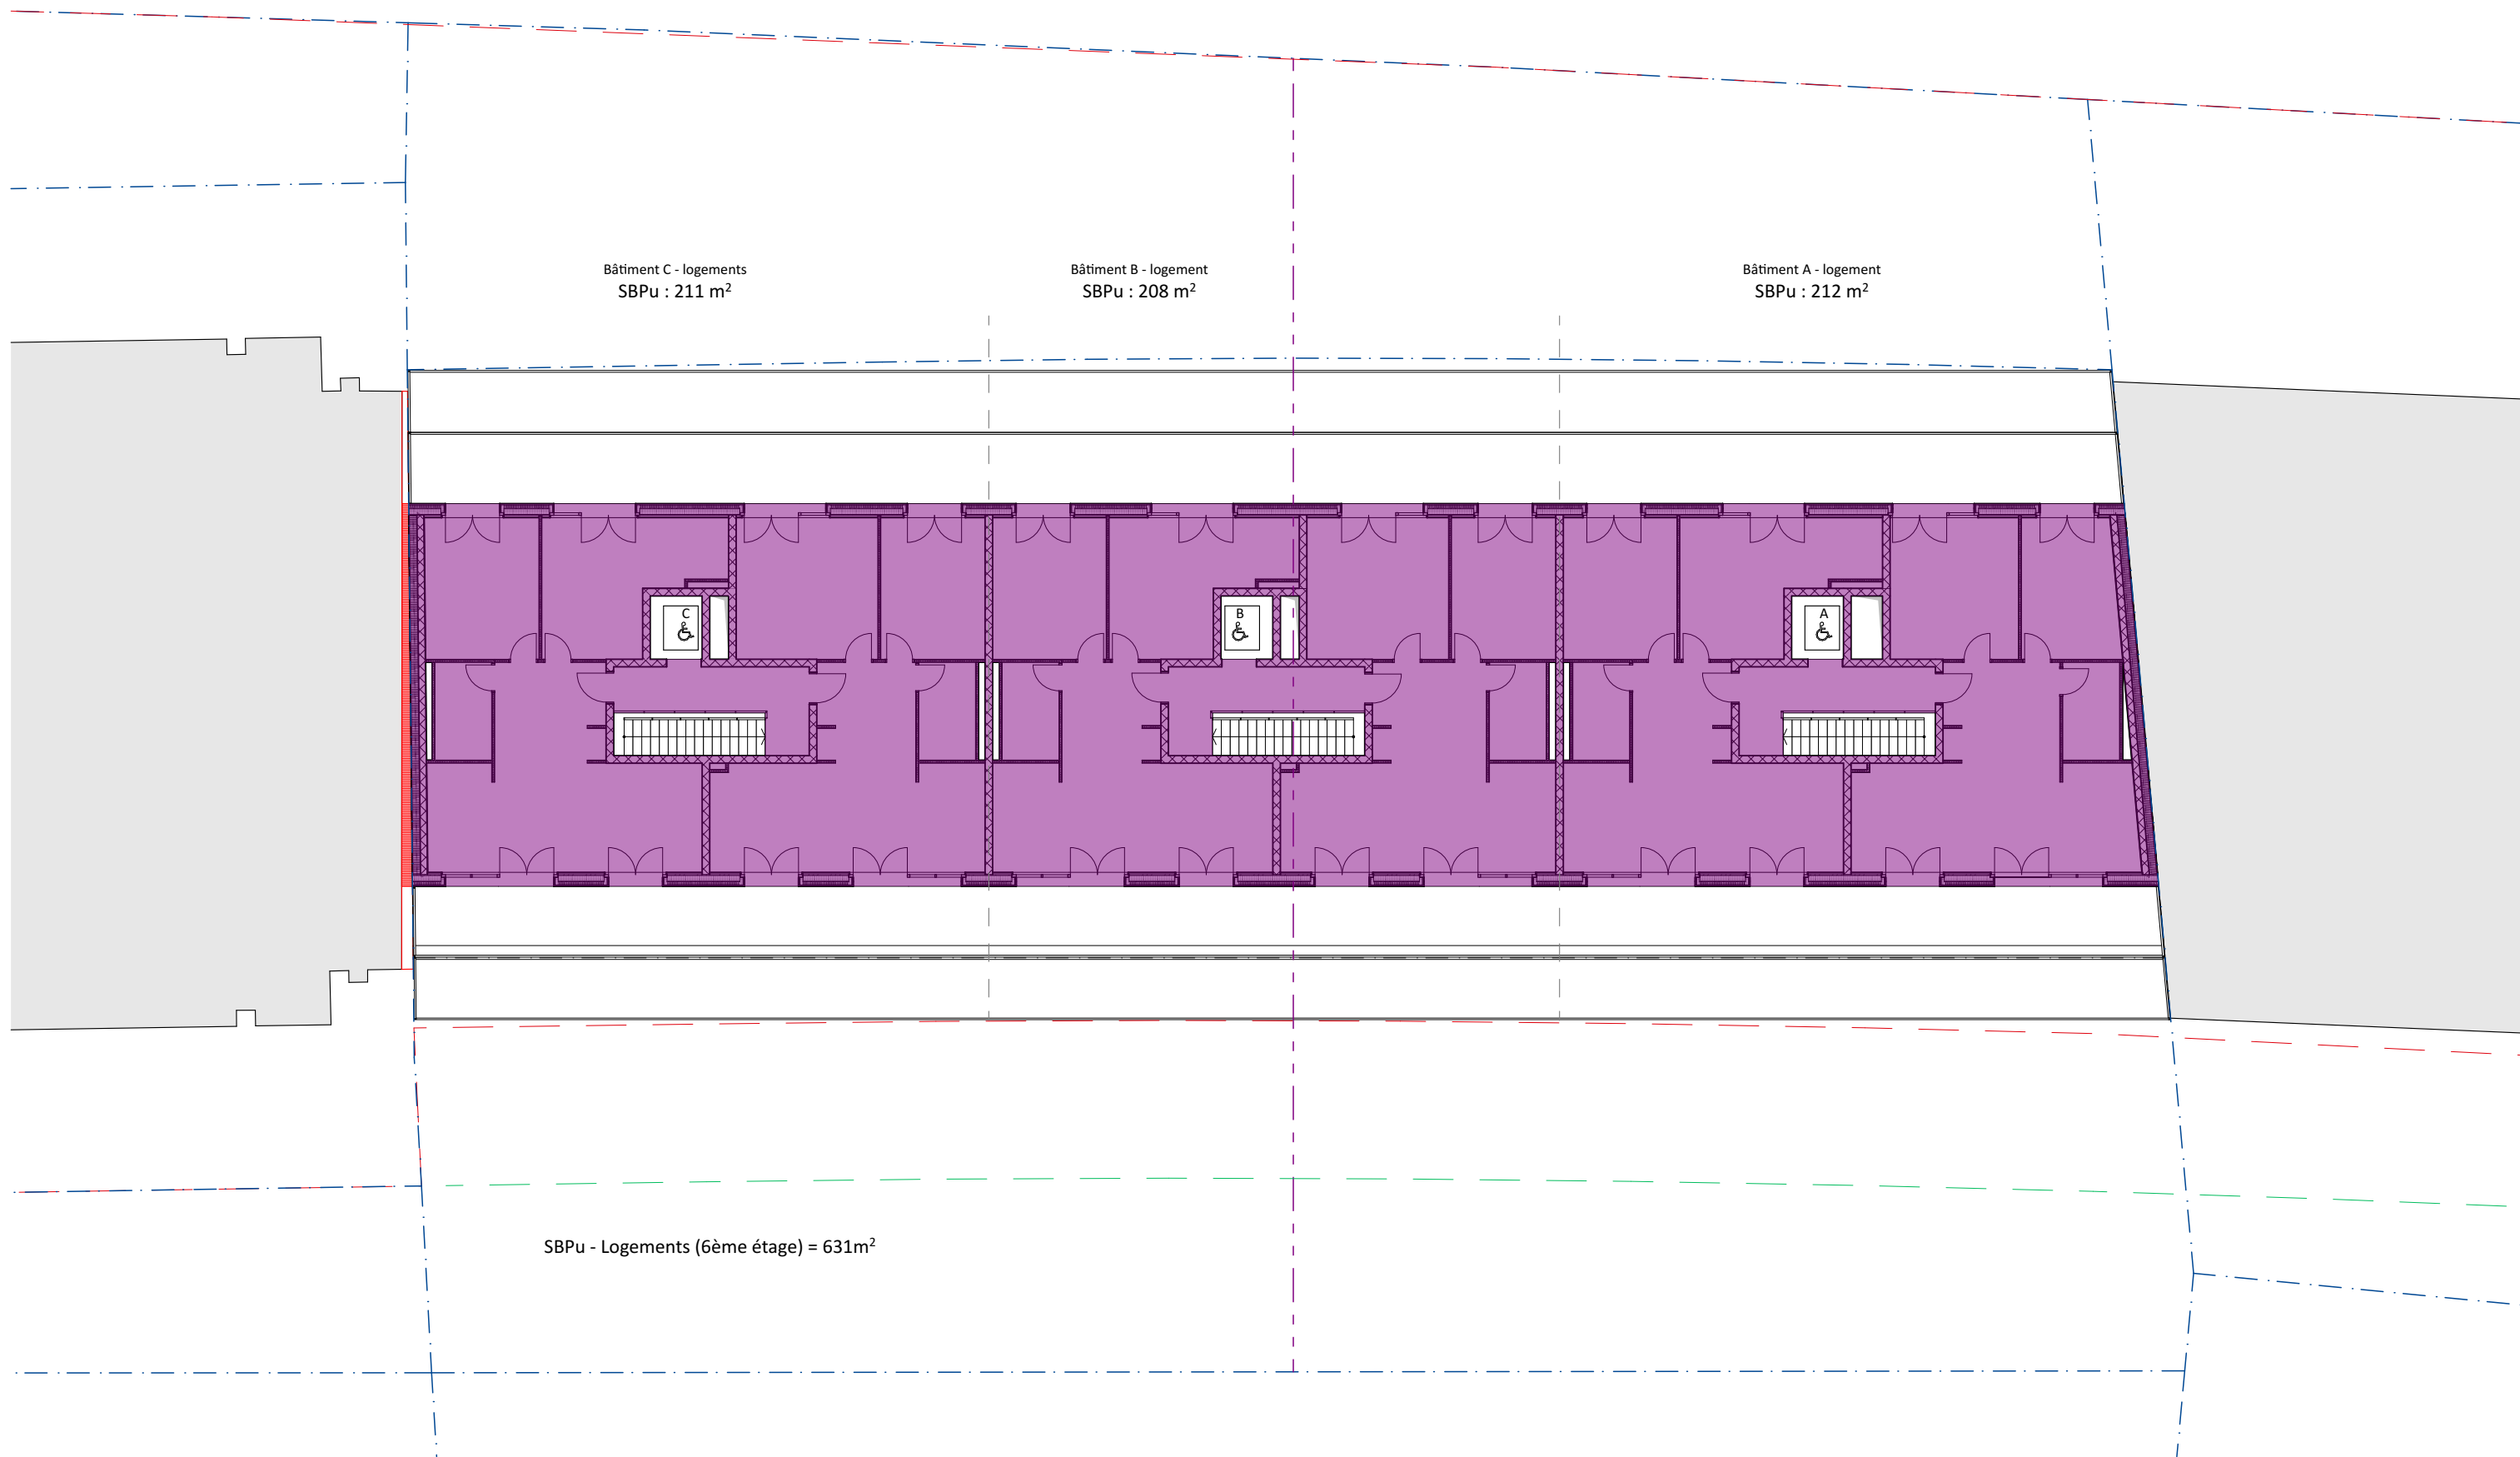 Bâtiment C - logements
SBPu : 211 m²
Bâtiment B - logement
SBPu : 208 m²
Bâtiment A - logement
SBPu : 212 m²
C
B
A
SBPu - Logements (6ème étage) = 631m²